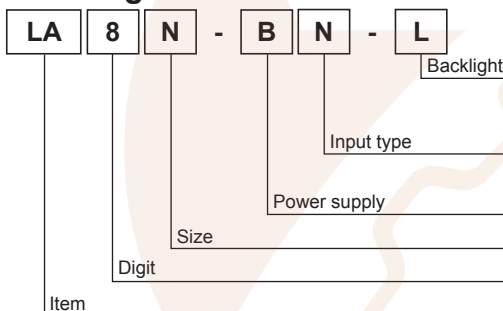 LA 8 N - B N - L
Backlight
Input type
Power supply
Size
Digit
Item